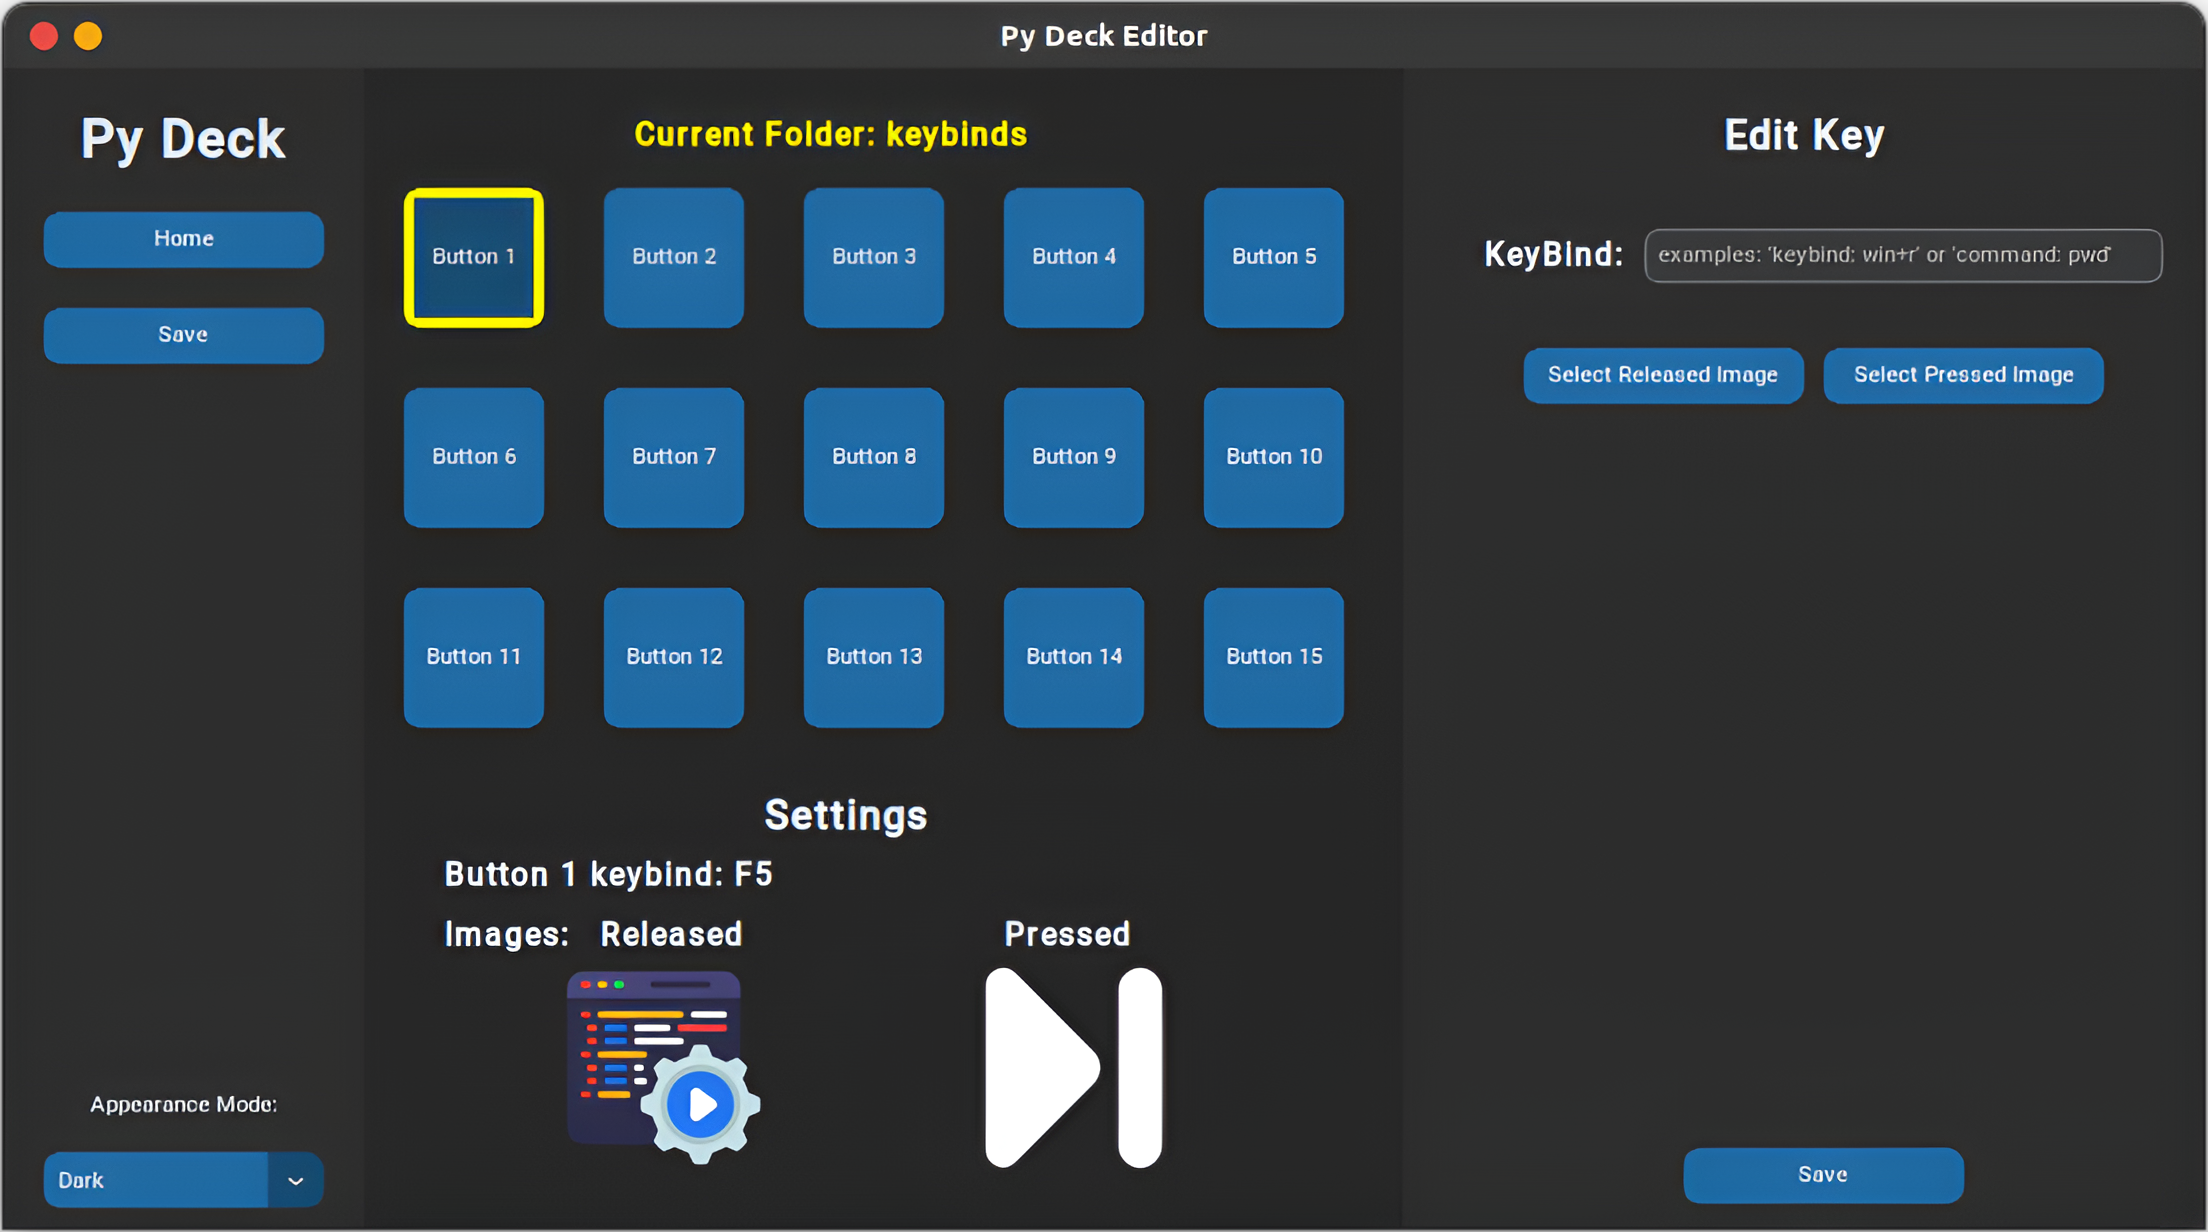 Py Deck Editor
Py Deck
Home
Save
Appearance Mode:
Dark
Current Folder: keybinds
Button 1
Button 2
Button 3
Button 4
Button 5
Button 6
Button 7
Button 8
Button 9
Button 10
Button 11
Button 12
Button 13
Button 14
Button 15
Settings
Button 1 keybind: F5
Images: Released
Pressed
Edit Key
KeyBind: examples: 'keybind: win+r' or 'command: pwd'
Select Released Image
Select Pressed Image
Save